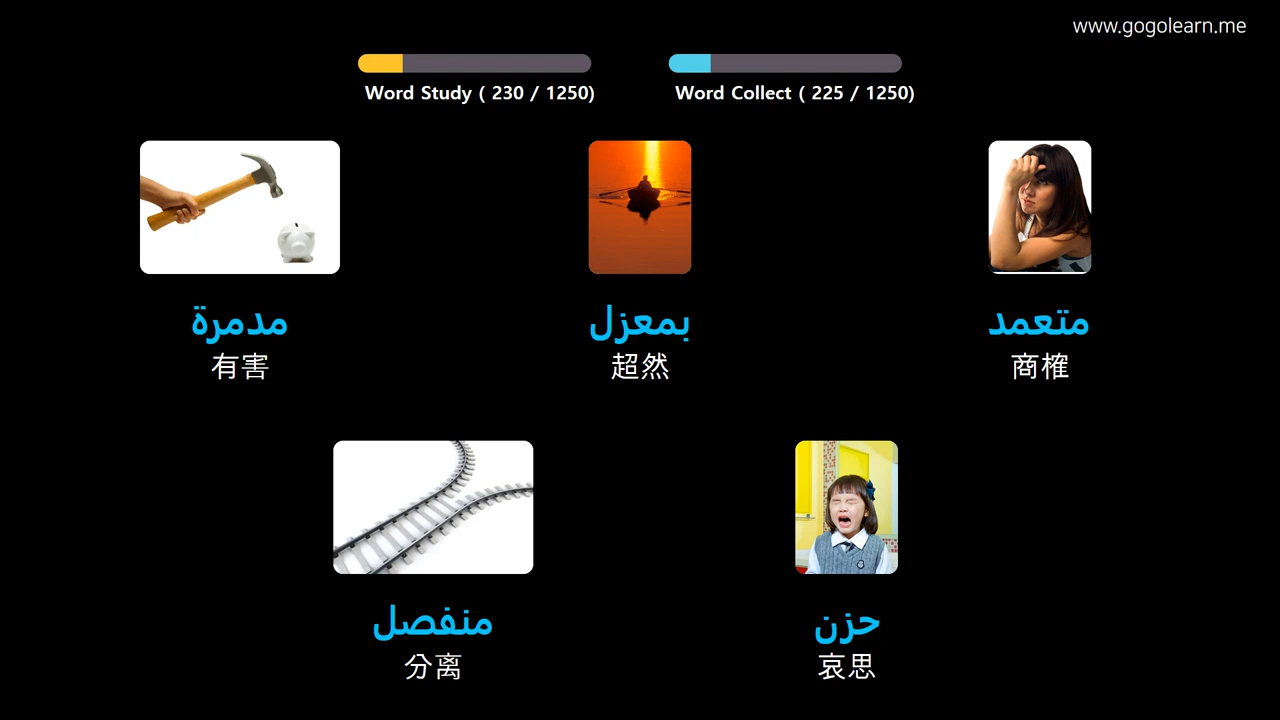 www.gogolearn.me
Word Study ( 230 / 1250)
Word Collect ( 225 / 1250)
مدمرة
有害
بمعزل
超然
متعمد
商榷
منفصل
分离
حزن
哀思